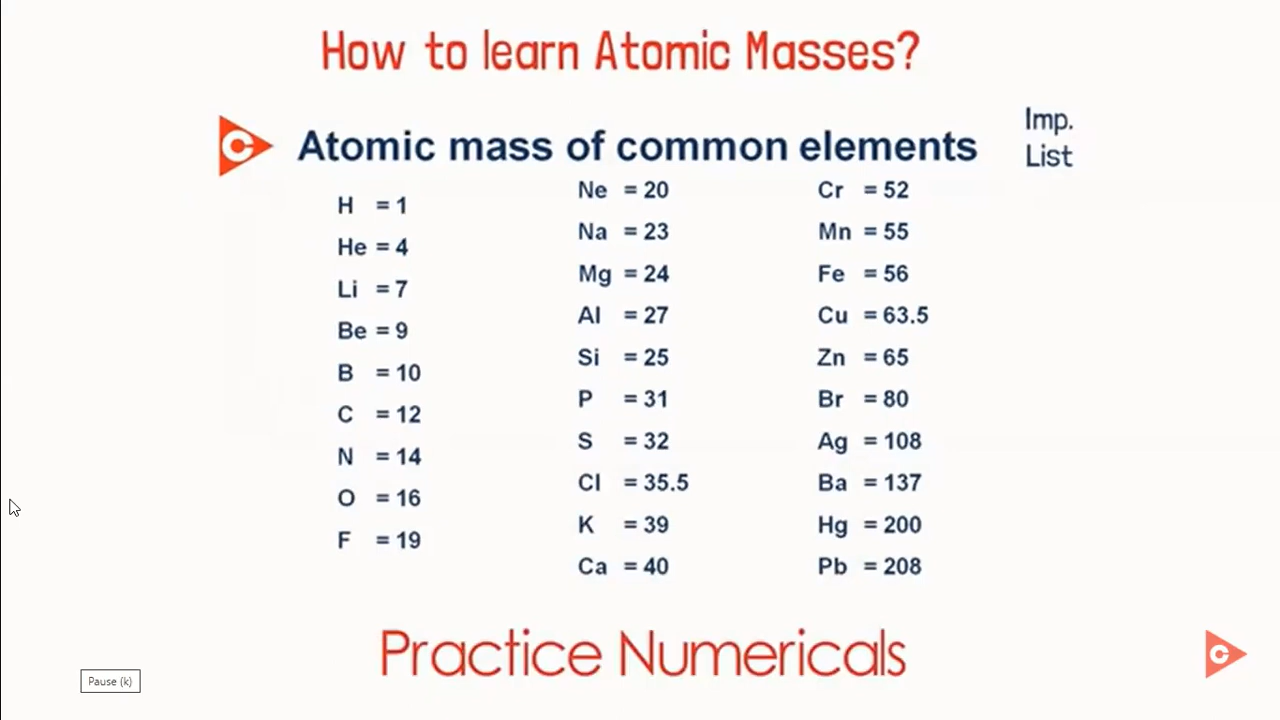 How to learn Atomic Masses?
Atomic mass of common elements
Imp.
List
H = 1
He = 4
Li = 7
Be = 9
B = 10
C = 12
N = 14
O = 16
F = 19
Ne = 20
Na = 23
Mg = 24
Al = 27
Si = 25
P = 31
S = 32
Cl = 35.5
K = 39
Ca = 40
Cr = 52
Mn = 55
Fe = 56
Cu = 63.5
Zn = 65
Br = 80
Ag = 108
Ba = 137
Hg = 200
Pb = 208
Practice Numericals
Pause (k)